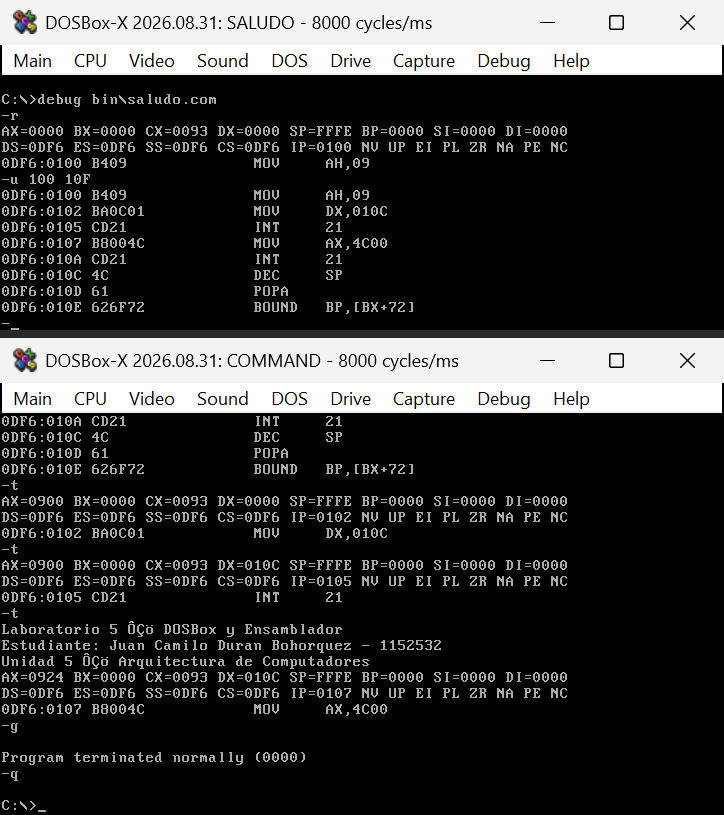 DOSBox-X 2026.08.31: SALUDO - 8000 cycles/ms
Main CPU Video Sound DOS Drive Capture Debug Help
C:\>debug bin\saludo.com
-r
AX=0000 BX=0000 CX=0093 DX=0000 SP=FFFE BP=0000 SI=0000 DI=0000
DS=0DF6 ES=0DF6 SS=0DF6 CS=0DF6 IP=0100 NV UP EI PL ZR NA PE NC
0DF6:0100 B409 MOV AH,09
-u 100 10F
0DF6:0100 B409 MOV AH,09
0DF6:0102 BA0C01 MOV DX,010C
0DF6:0105 CD21 INT 21
0DF6:0107 B8004C MOV AX,4C00
0DF6:010A CD21 INT 21
0DF6:010C 4C DEC SP
0DF6:010D 61 POPA
0DF6:010E 626F72 BOUND BP,[BX+72]
-_
DOSBox-X 2026.08.31: COMMAND - 8000 cycles/ms
Main CPU Video Sound DOS Drive Capture Debug Help
0DF6:010A CD21 INT 21
0DF6:010C 4C DEC SP
0DF6:010D 61 POPA
0DF6:010E 626F72 BOUND BP,[BX+72]
-t
AX=0900 BX=0000 CX=0093 DX=0000 SP=FFFE BP=0000 SI=0000 DI=0000
DS=0DF6 ES=0DF6 SS=0DF6 CS=0DF6 IP=0102 NV UP EI PL ZR NA PE NC
0DF6:0102 BA0C01 MOV DX,010C
-t
AX=0900 BX=0000 CX=0093 DX=010C SP=FFFE BP=0000 SI=0000 DI=0000
DS=0DF6 ES=0DF6 SS=0DF6 CS=0DF6 IP=0105 NV UP EI PL ZR NA PE NC
0DF6:0105 CD21 INT 21
-t
Laboratorio 5 ÔÇö DOSBox y Ensamblador
Estudiante: Juan Camilo Duran Bohorquez - 1152532
Unidad 5 ÔÇö Arquitectura de Computadores
AX=0924 BX=0000 CX=0093 DX=010C SP=FFFE BP=0000 SI=0000 DI=0000
DS=0DF6 ES=0DF6 SS=0DF6 CS=0DF6 IP=0107 NV UP EI PL ZR NA PE NC
0DF6:0107 B8004C MOV AX,4C00
-g
Program terminated normally (0000)
-q
C:\>_